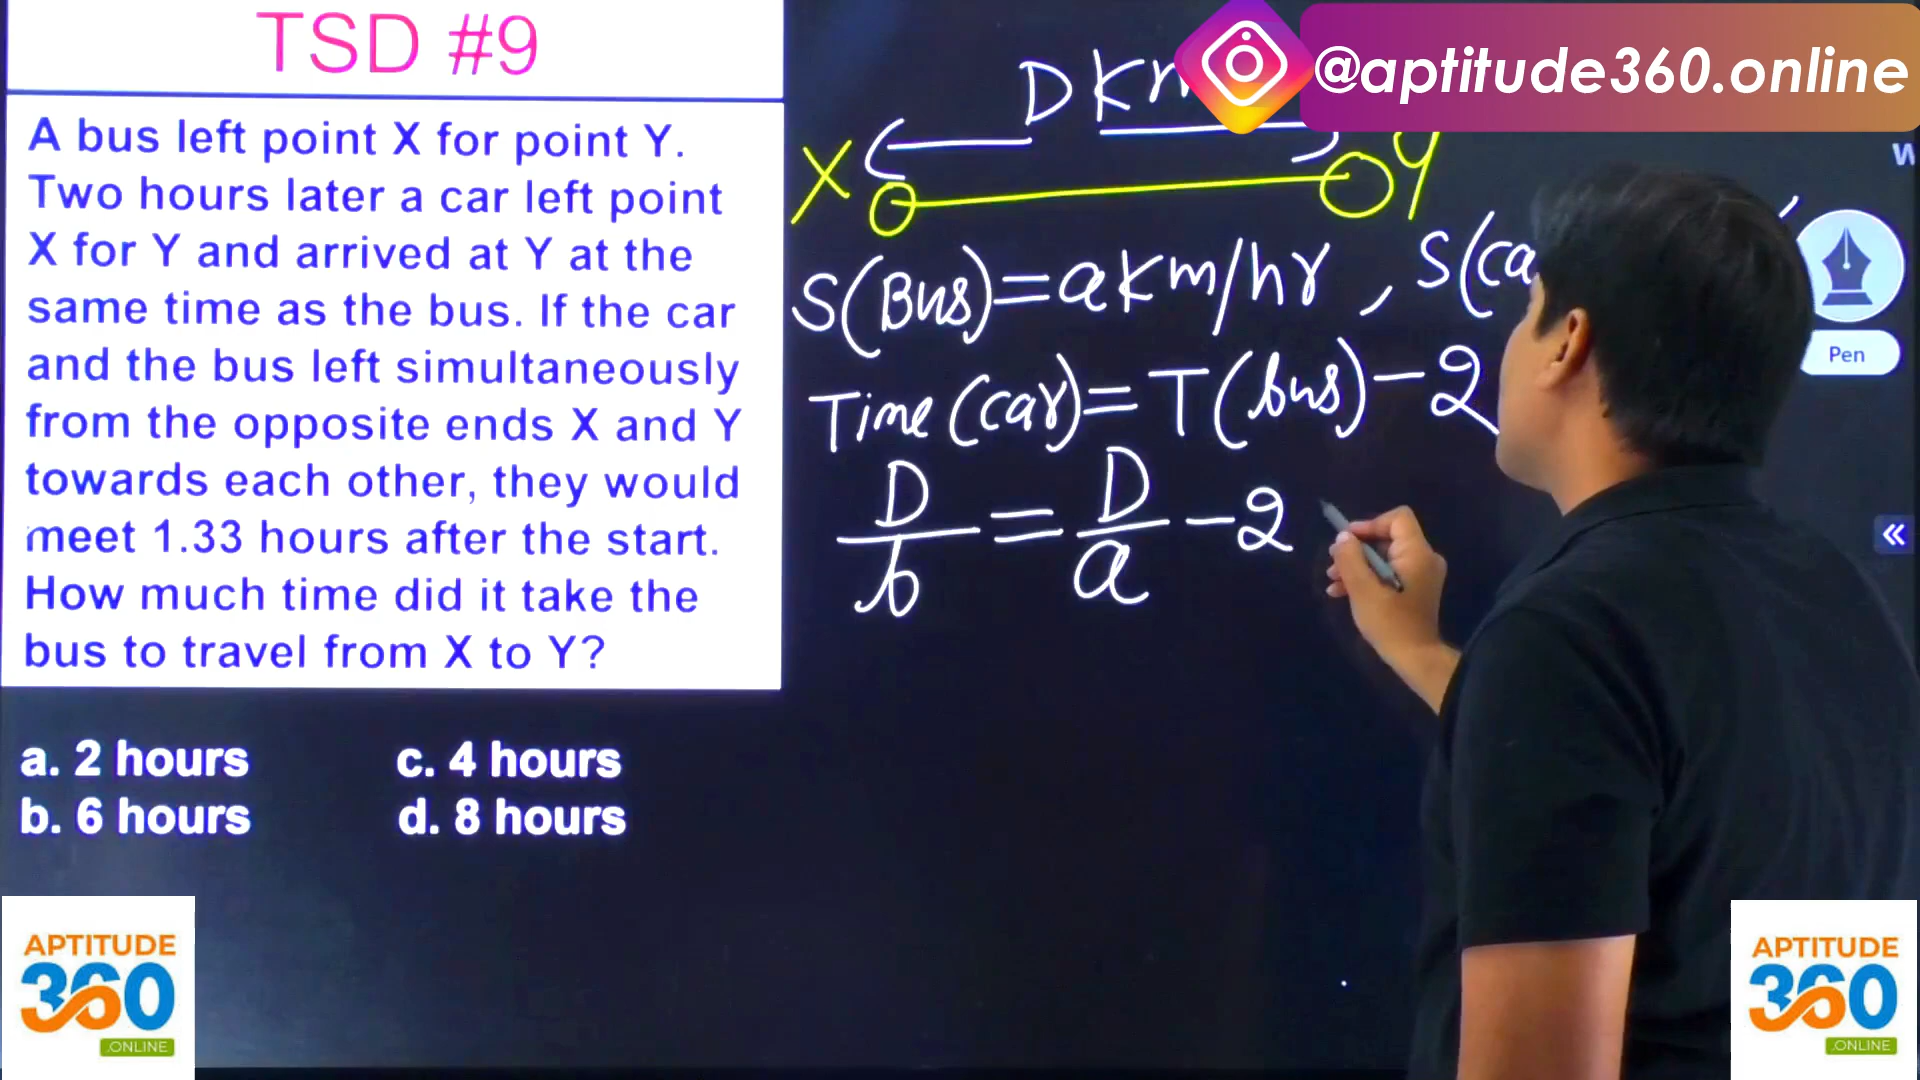 TSD #9
A bus left point X for point Y.
Two hours later a car left point
X for Y and arrived at Y at the
same time as the bus. If the car
and the bus left simultaneously
from the opposite ends X and Y
towards each other, they would
meet 1.33 hours after the start.
How much time did it take the
bus to travel from X to Y?
a. 2 hours
c. 4 hours
b. 6 hours
d. 8 hours
D Km
@aptitude360.online
X
Y
S(Bus)=aKm/hr, S(ca
Time(car)=T(bus)-2
D/b = D/a - 2
Pen
«
APTITUDE
360
.ONLINE
APTITUDE
360
.ONLINE